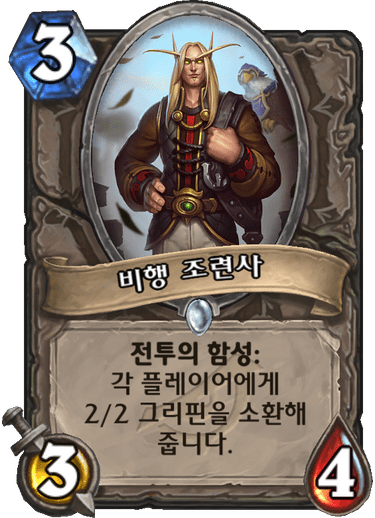 3
비행 조련사
전투의 함성:
각 플레이어에게
2/2 그리핀을 소환해
줍니다.
3
4